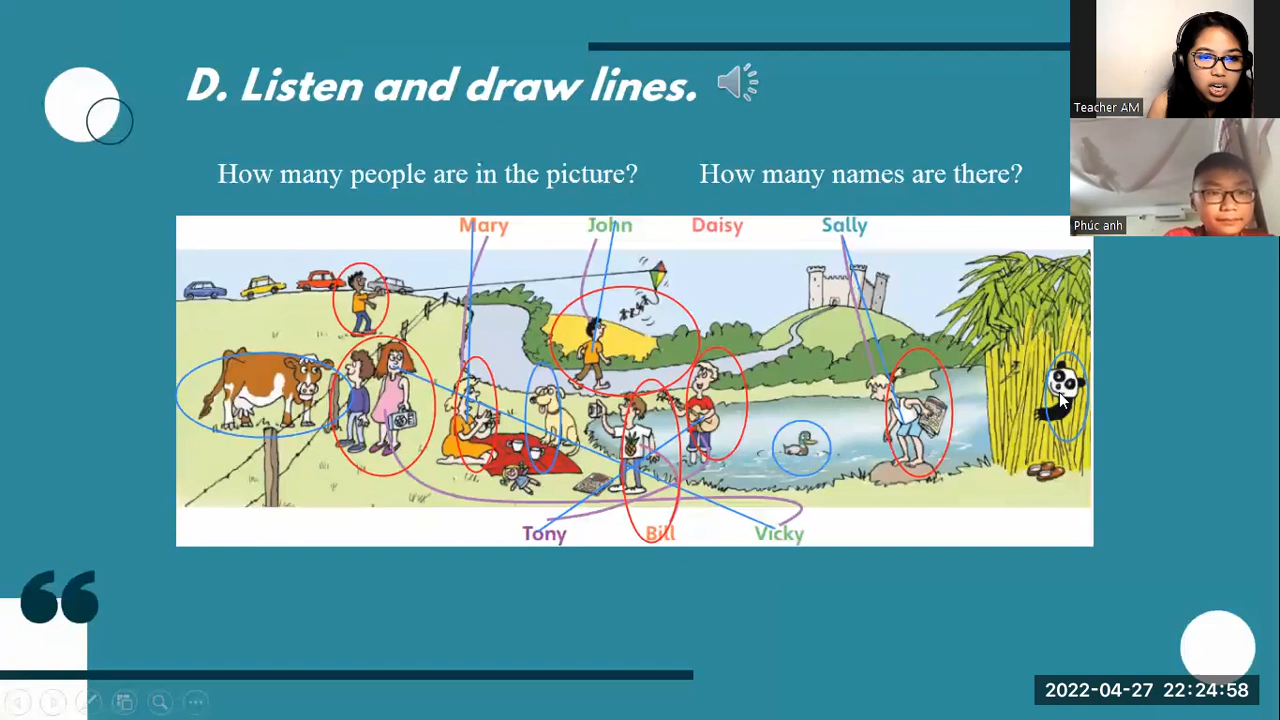 D. Listen and draw lines.
How many people are in the picture? How many names are there?
Mary John Daisy Sally
Tony Bill Vicky
Teacher AM
Phúc anh
2022-04-27 22:24:58